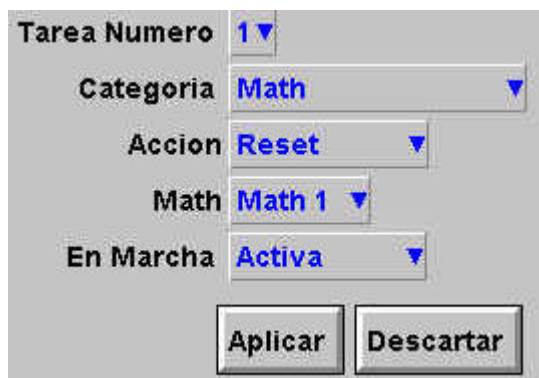 Tarea Numero 1
Categoria Math
Accion Reset
Math Math 1
En Marcha Activa
Aplicar Descartar